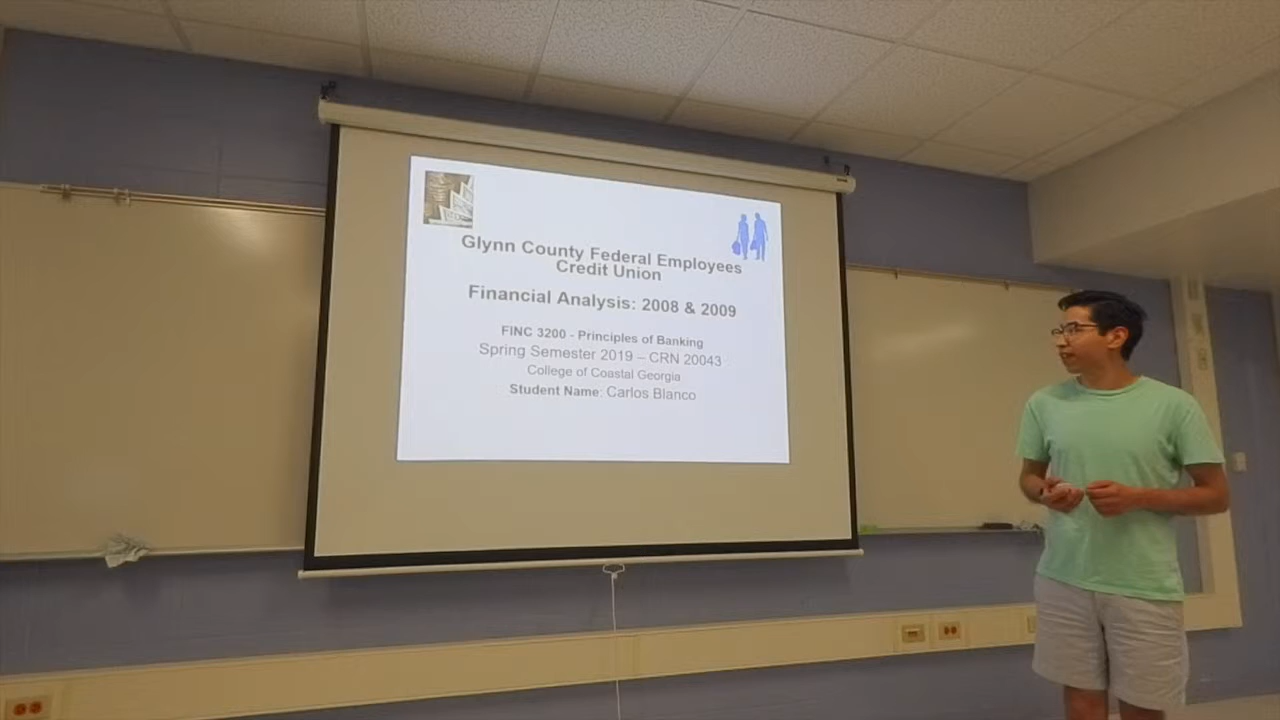 Glynn County Federal Employees
Credit Union
Financial Analysis: 2008 & 2009
FINC 3200 - Principles of Banking
Spring Semester 2019 – CRN 20043
College of Coastal Georgia
Student Name: Carlos Blanco